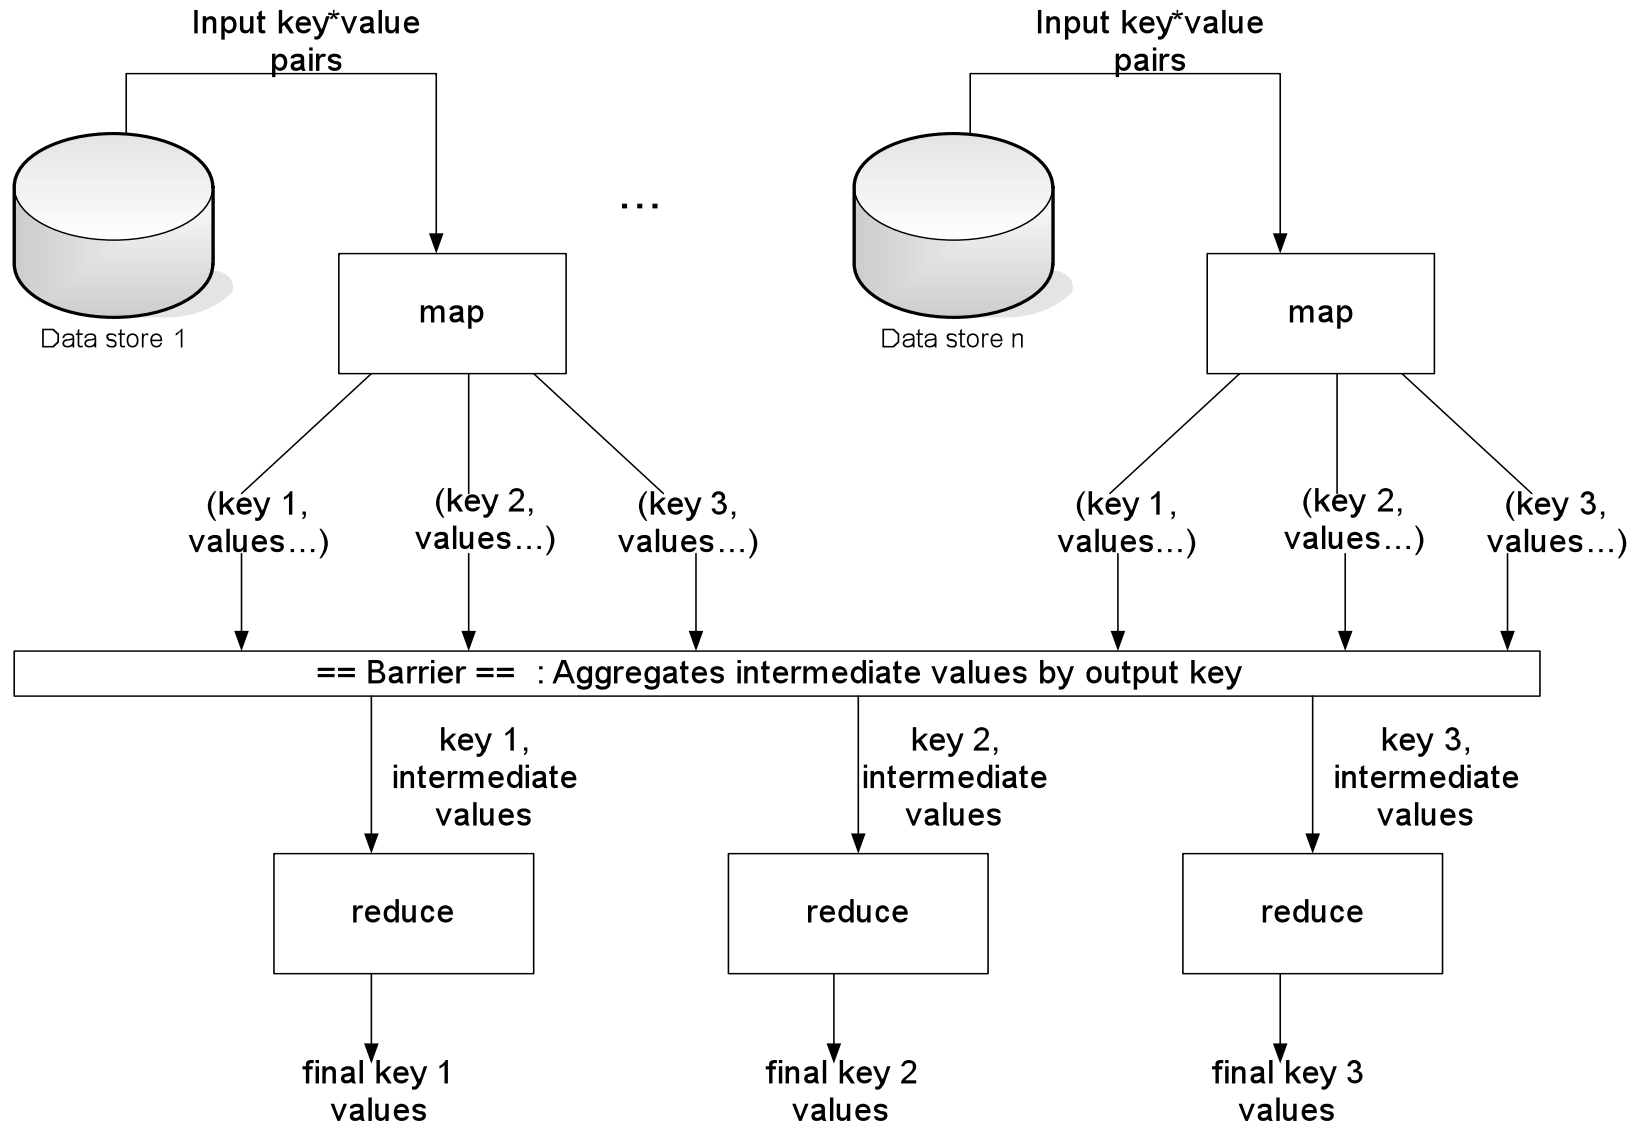 Input key*value
pairs
Input key*value
pairs
...
Data store 1
map
Data store n
map
(key 1,
values...)
(key 2,
values...)
(key 3,
values...)
(key 1,
values...)
(key 2,
values...)
(key 3,
values...)
== Barrier == : Aggregates intermediate values by output key
key 1,
intermediate
values
key 2,
intermediate
values
key 3,
intermediate
values
reduce
reduce
reduce
final key 1
values
final key 2
values
final key 3
values